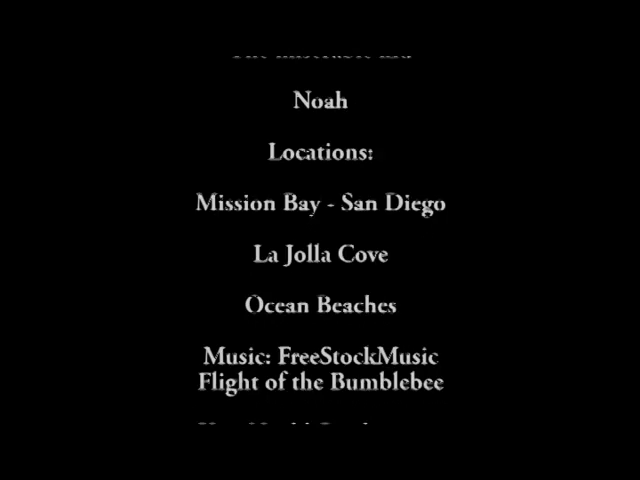 Noah
Locations:
Mission Bay - San Diego
La Jolla Cove
Ocean Beaches
Music: FreeStockMusic
Flight of the Bumblebee